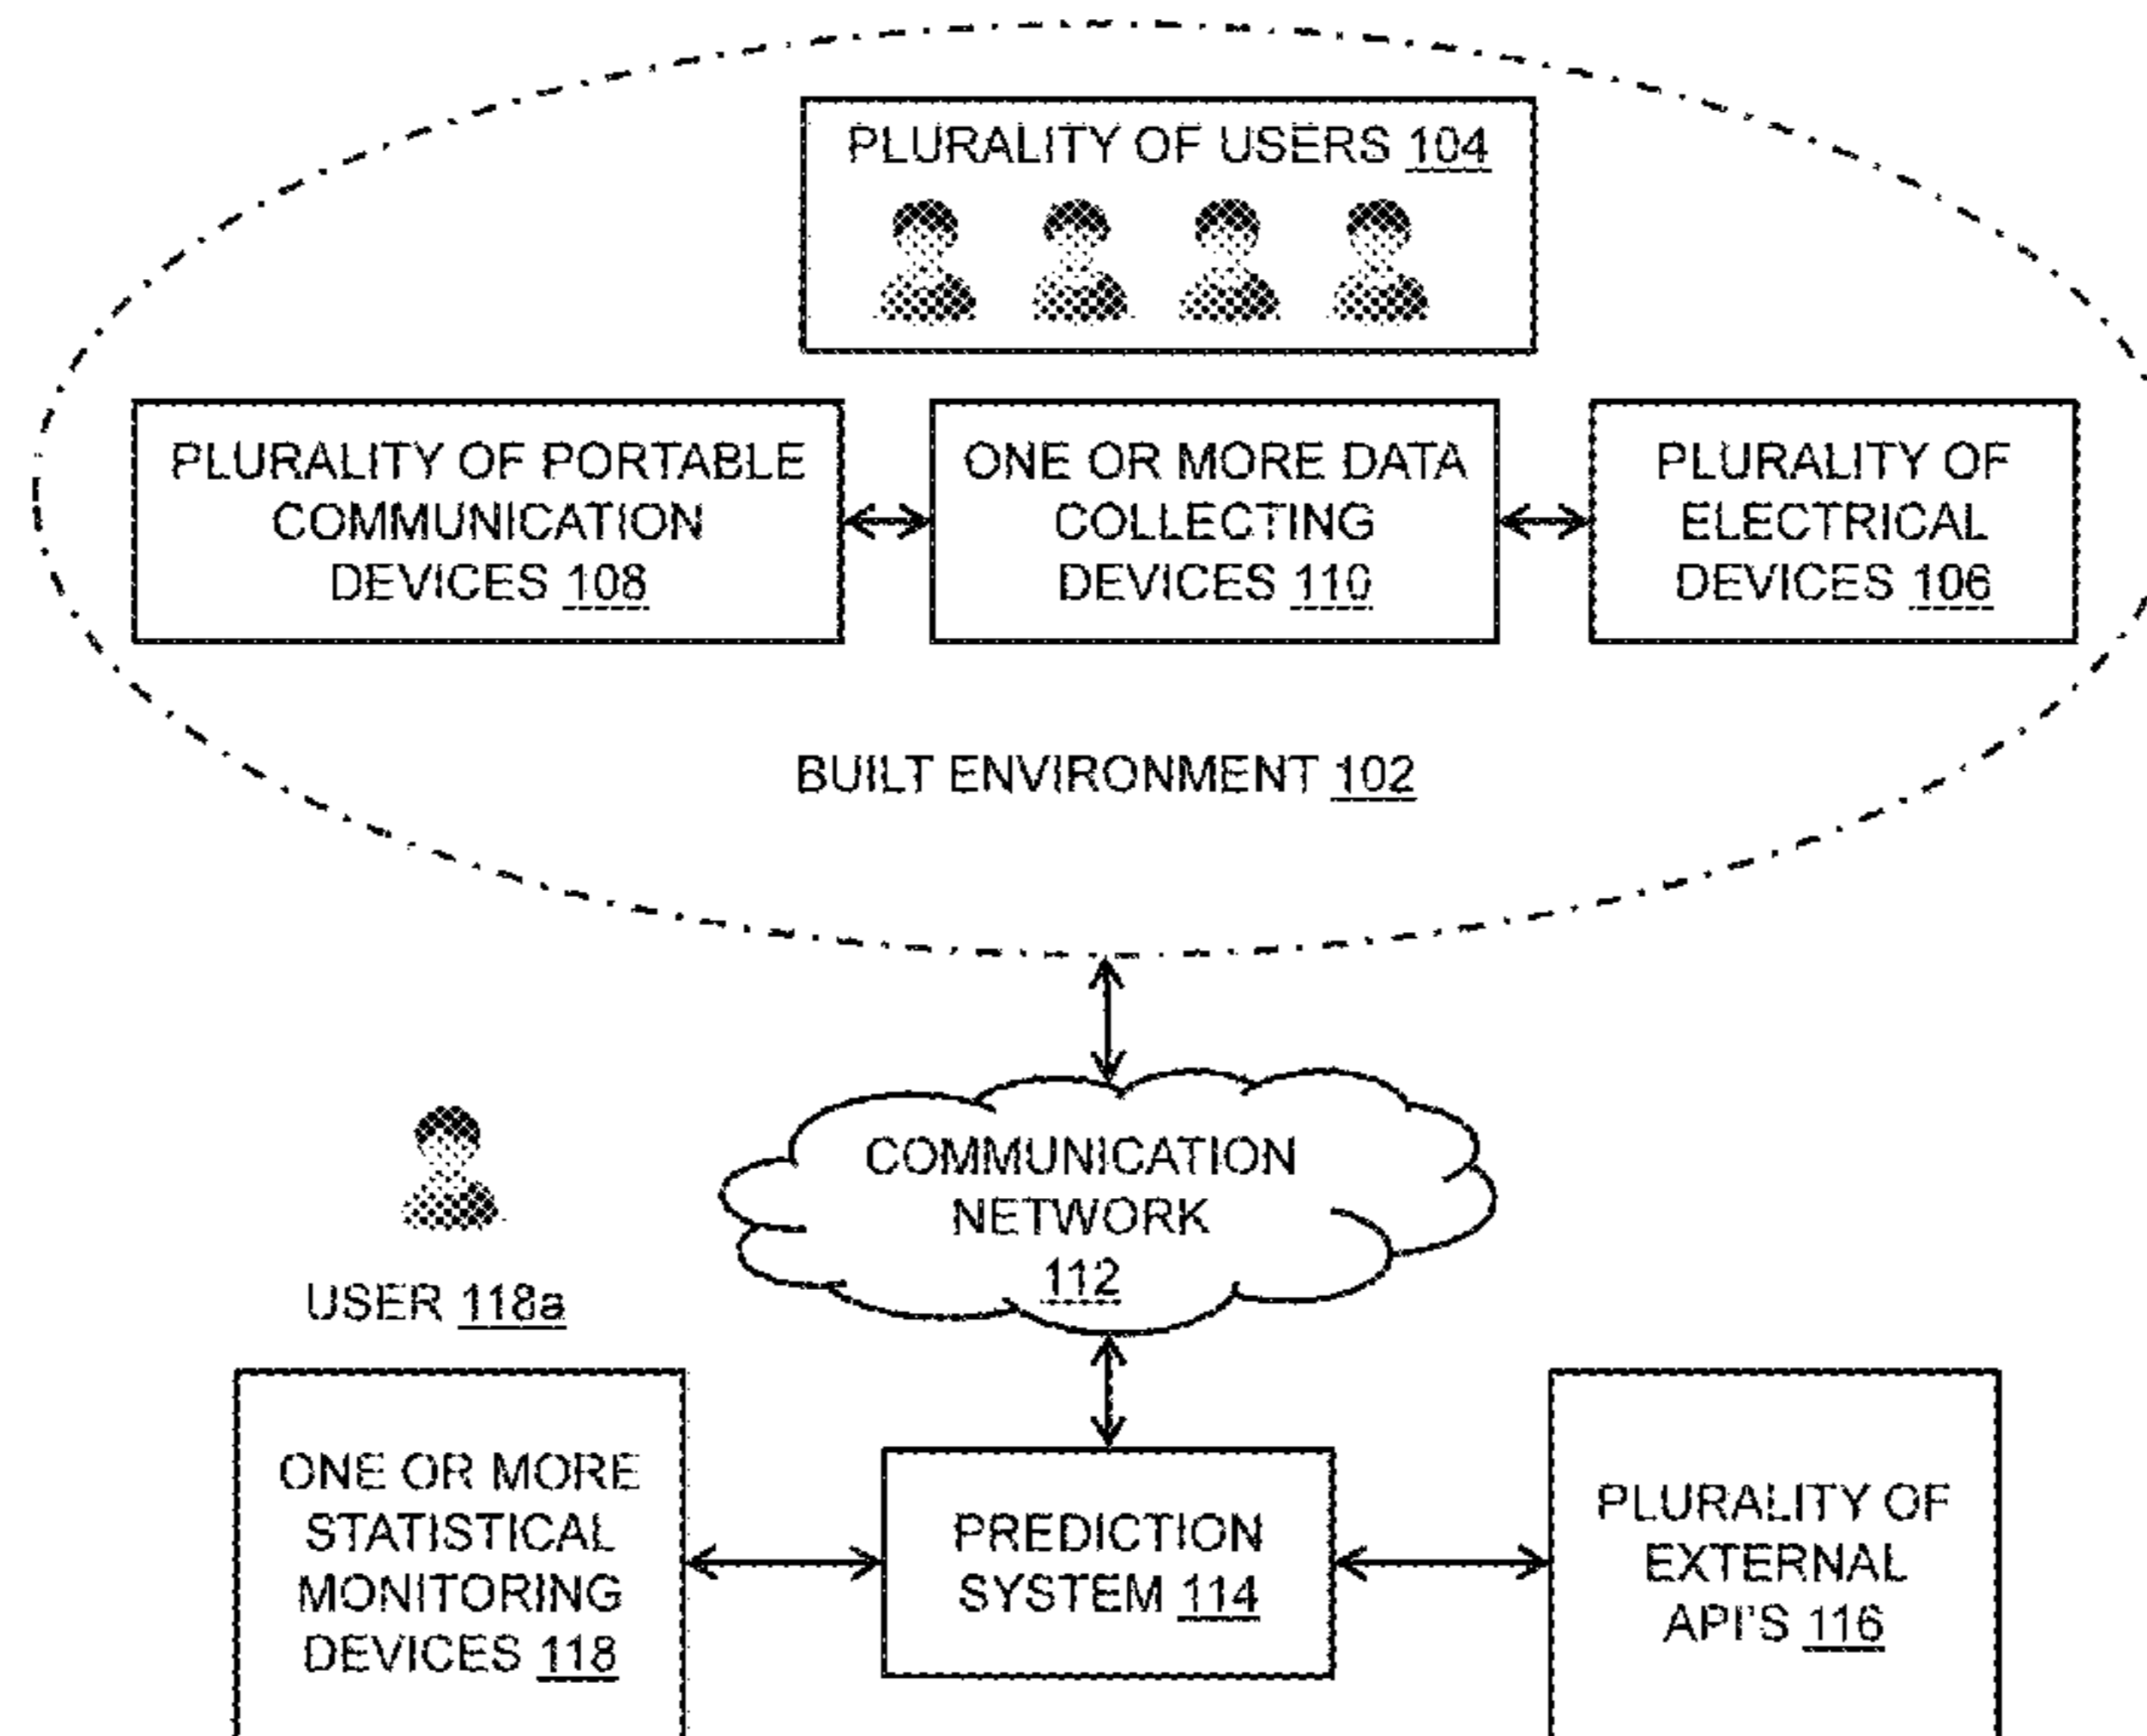 PLURALITY OF USERS 104
PLURALITY OF PORTABLE
COMMUNICATION
DEVICES 108
ONE OR MORE DATA
COLLECTING
DEVICES 110
PLURALITY OF
ELECTRICAL
DEVICES 106
BUILT ENVIRONMENT 102
COMMUNICATION
NETWORK
112
USER 118a
ONE OR MORE
STATISTICAL
MONITORING
DEVICES 118
PREDICTION
SYSTEM 114
PLURALITY OF
EXTERNAL
API'S 116